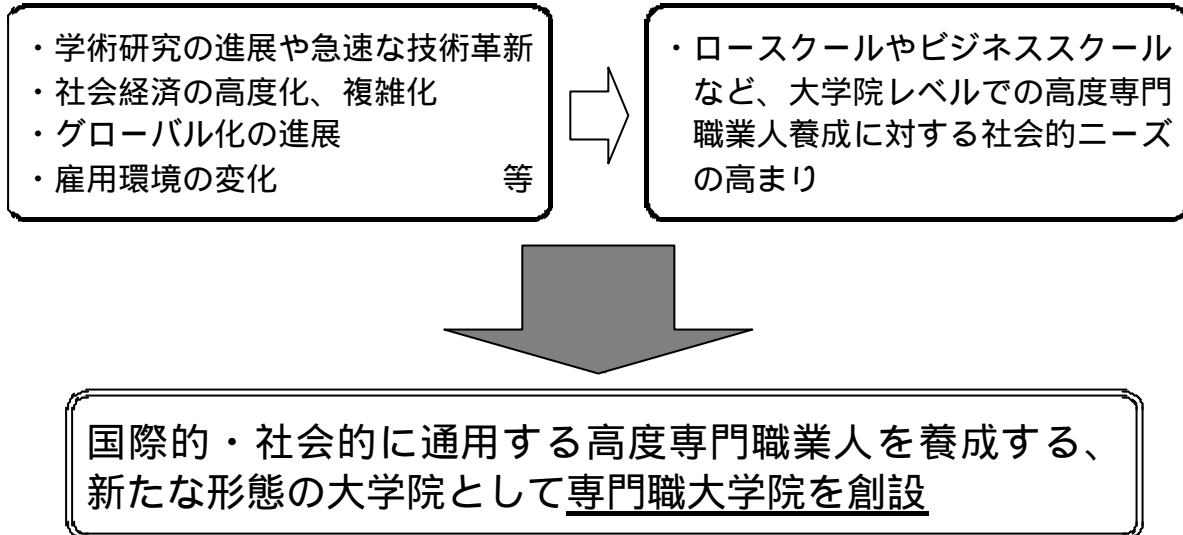 ・学術研究の進展や急速な技術革新
・社会経済の高度化、複雑化
・グローバル化の進展
・雇用環境の変化　　　　　　　等
・ロースクールやビジネススクール
など、大学院レベルでの高度専門
職業人養成に対する社会的ニーズ
の高まり
国際的・社会的に通用する高度専門職業人を養成する、
新たな形態の大学院として専門職大学院を創設